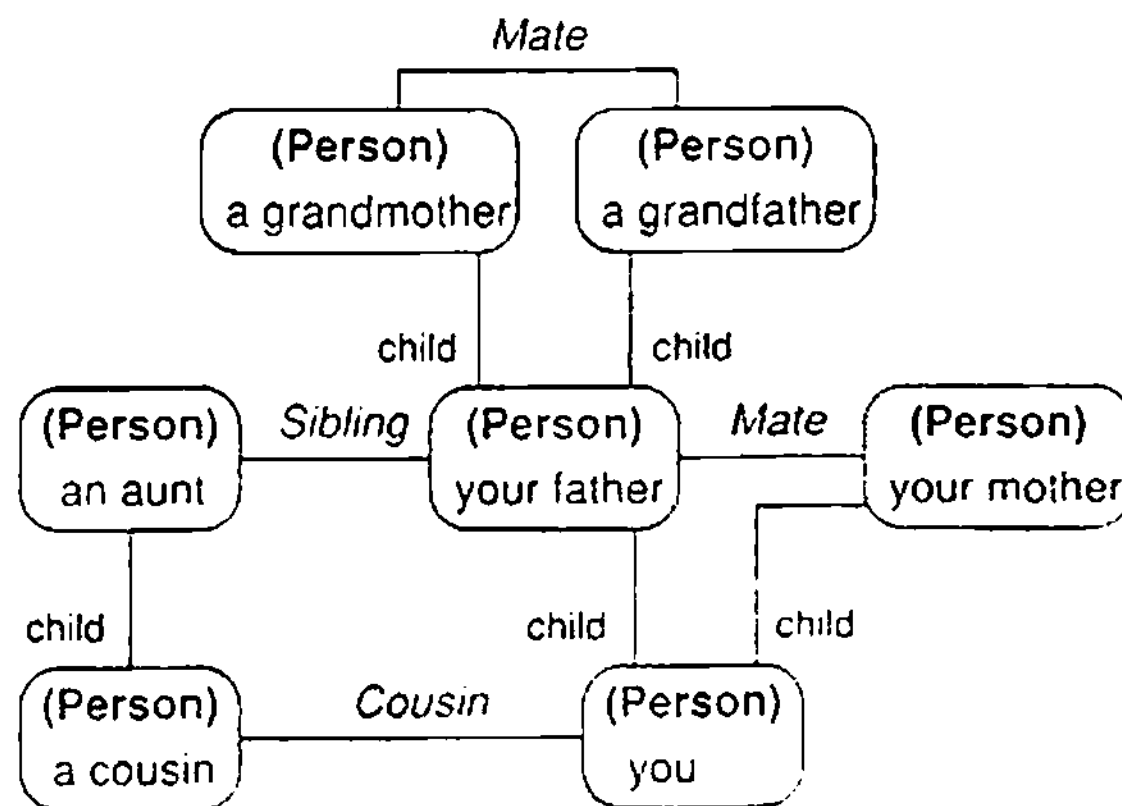 Mate
(Person) (Person)
a grandmother a grandfather
child child
(Person) Sibling (Person) Mate (Person)
an aunt your father your mother
child child child
(Person) Cousin (Person)
a cousin you